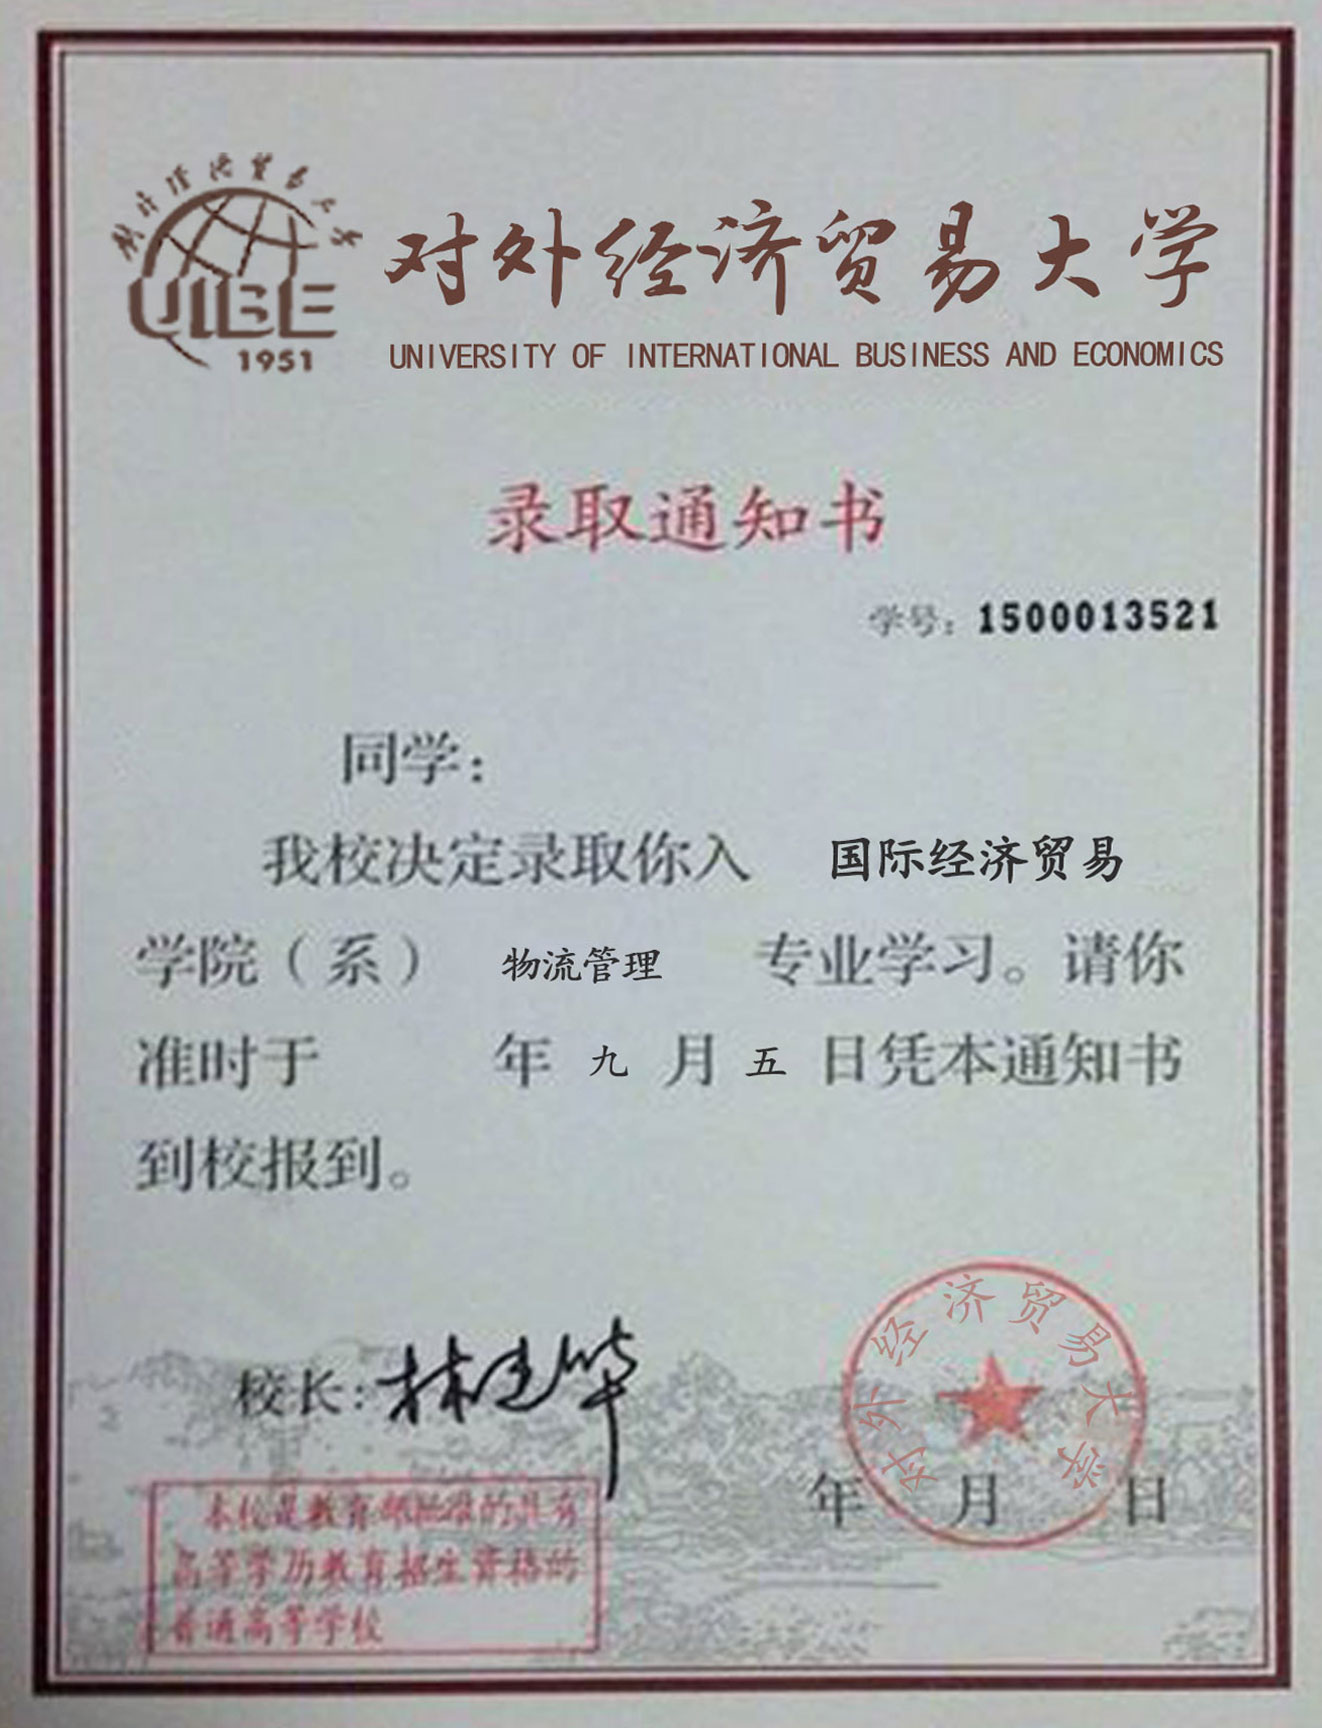 对外经济贸易大学
UIBE
1951
对外经济贸易大学
UNIVERSITY OF INTERNATIONAL BUSINESS AND ECONOMICS
录取通知书
学号：1500013521
同学：
我校决定录取你入 国际经济贸易
学院（系） 物流管理 专业学习。请你
准时于 年 九 月 五 日凭本通知书
到校报到。
校长：林建华
对外经济贸易大学
年 月 日
本校是教育部批准的具有
高等学历教育招生资格的
普通高等学校